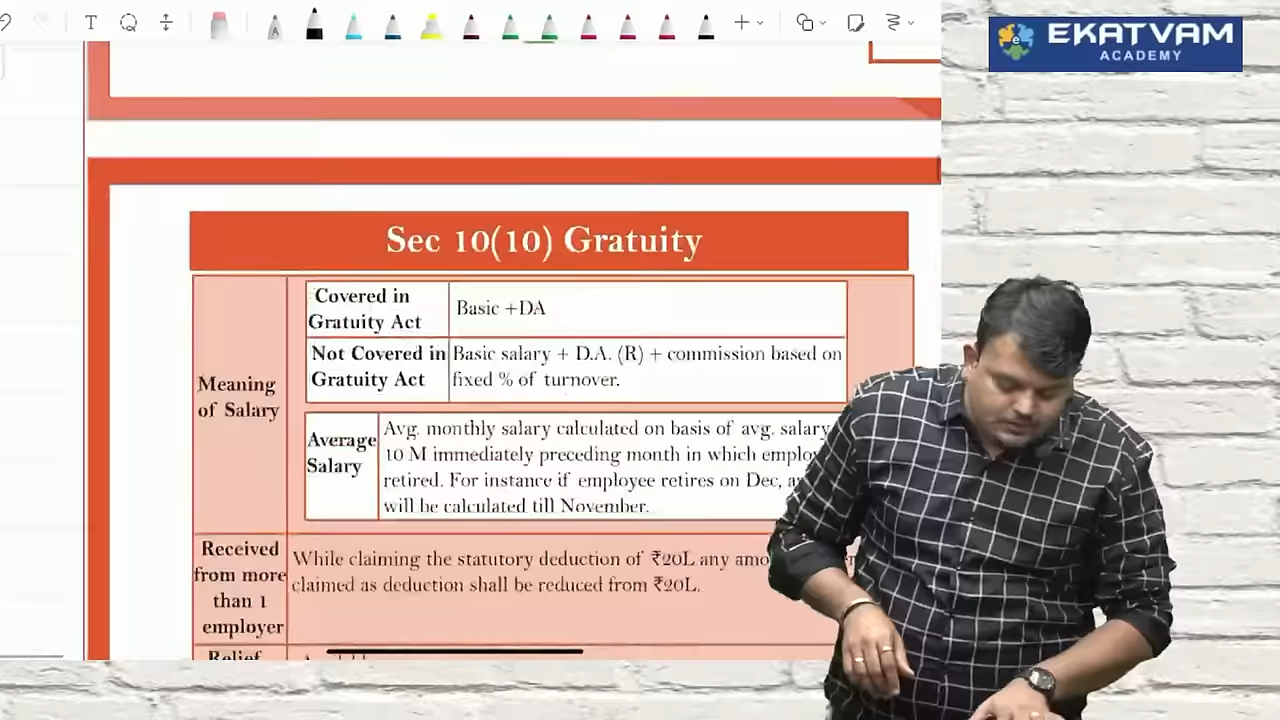 EKATVAM
ACADEMY
Sec 10(10) Gratuity
Meaning
of Salary
Covered in
Gratuity Act
Basic +DA
Not Covered in
Gratuity Act
Basic salary + D.A. (R) + commission based on
fixed % of turnover.
Average
Salary
Avg. monthly salary calculated on basis of avg. salary
10 M immediately preceding month in which
retired. For instance if employee retires on Dec,
will be calculated till November.
Received
from more
than 1
employer
While claiming the statutory deduction of ₹20L any
claimed as deduction shall be reduced from ₹20L.
Relief